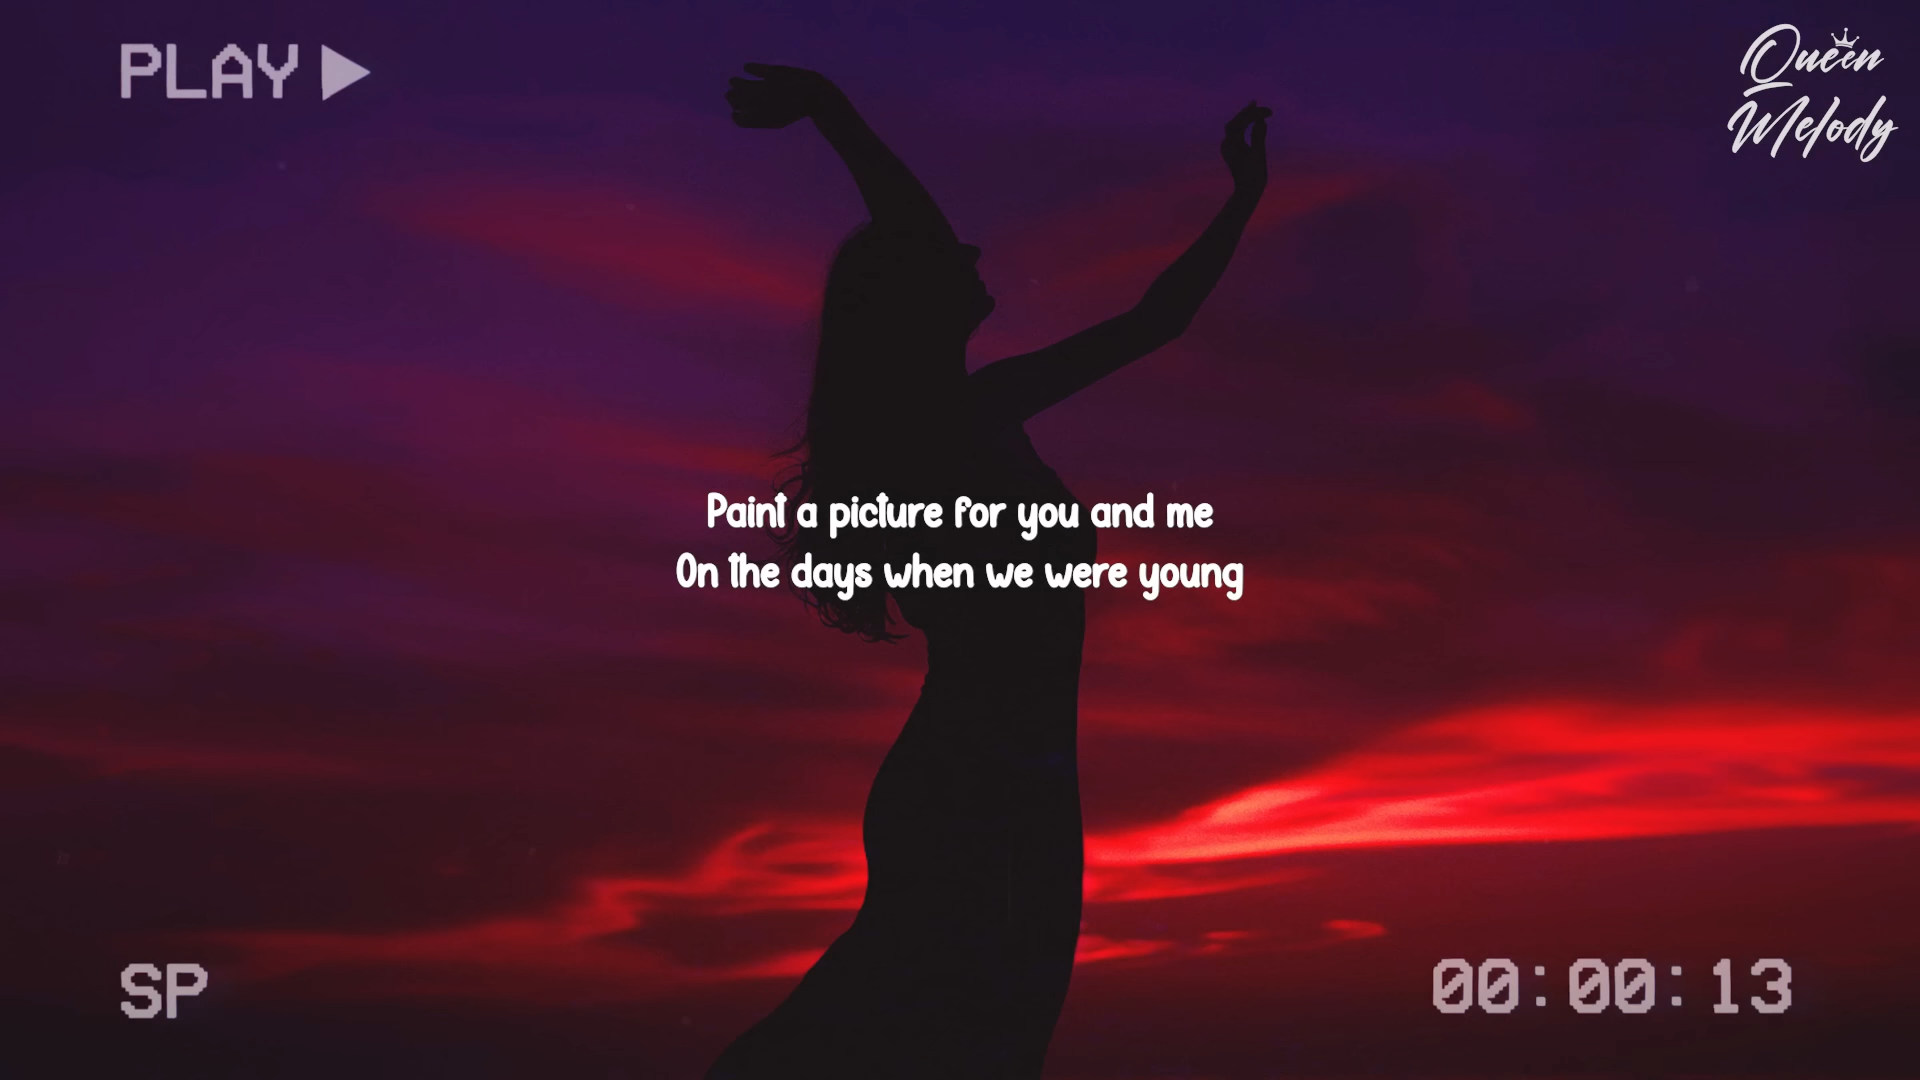 PLAY
Queen
Melody
Paint a picture for you and me
On the days when we were young
SP
00:00:13